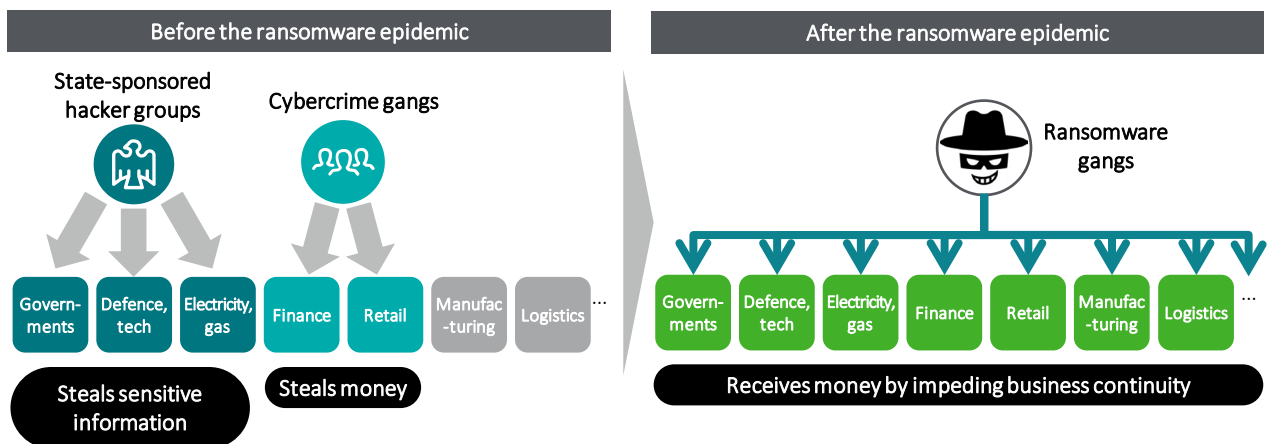 Before the ransomware epidemic
State-sponsored
hacker groups
Cybercrime gangs
Govern-
ments
Defence,
tech
Electricity,
gas
Finance
Retail
Manufac
-turing
Logistics
...
Steals sensitive
information
Steals money
After the ransomware epidemic
Ransomware
gangs
Govern-
ments
Defence,
tech
Electricity,
gas
Finance
Retail
Manufac
-turing
Logistics
...
Receives money by impeding business continuity